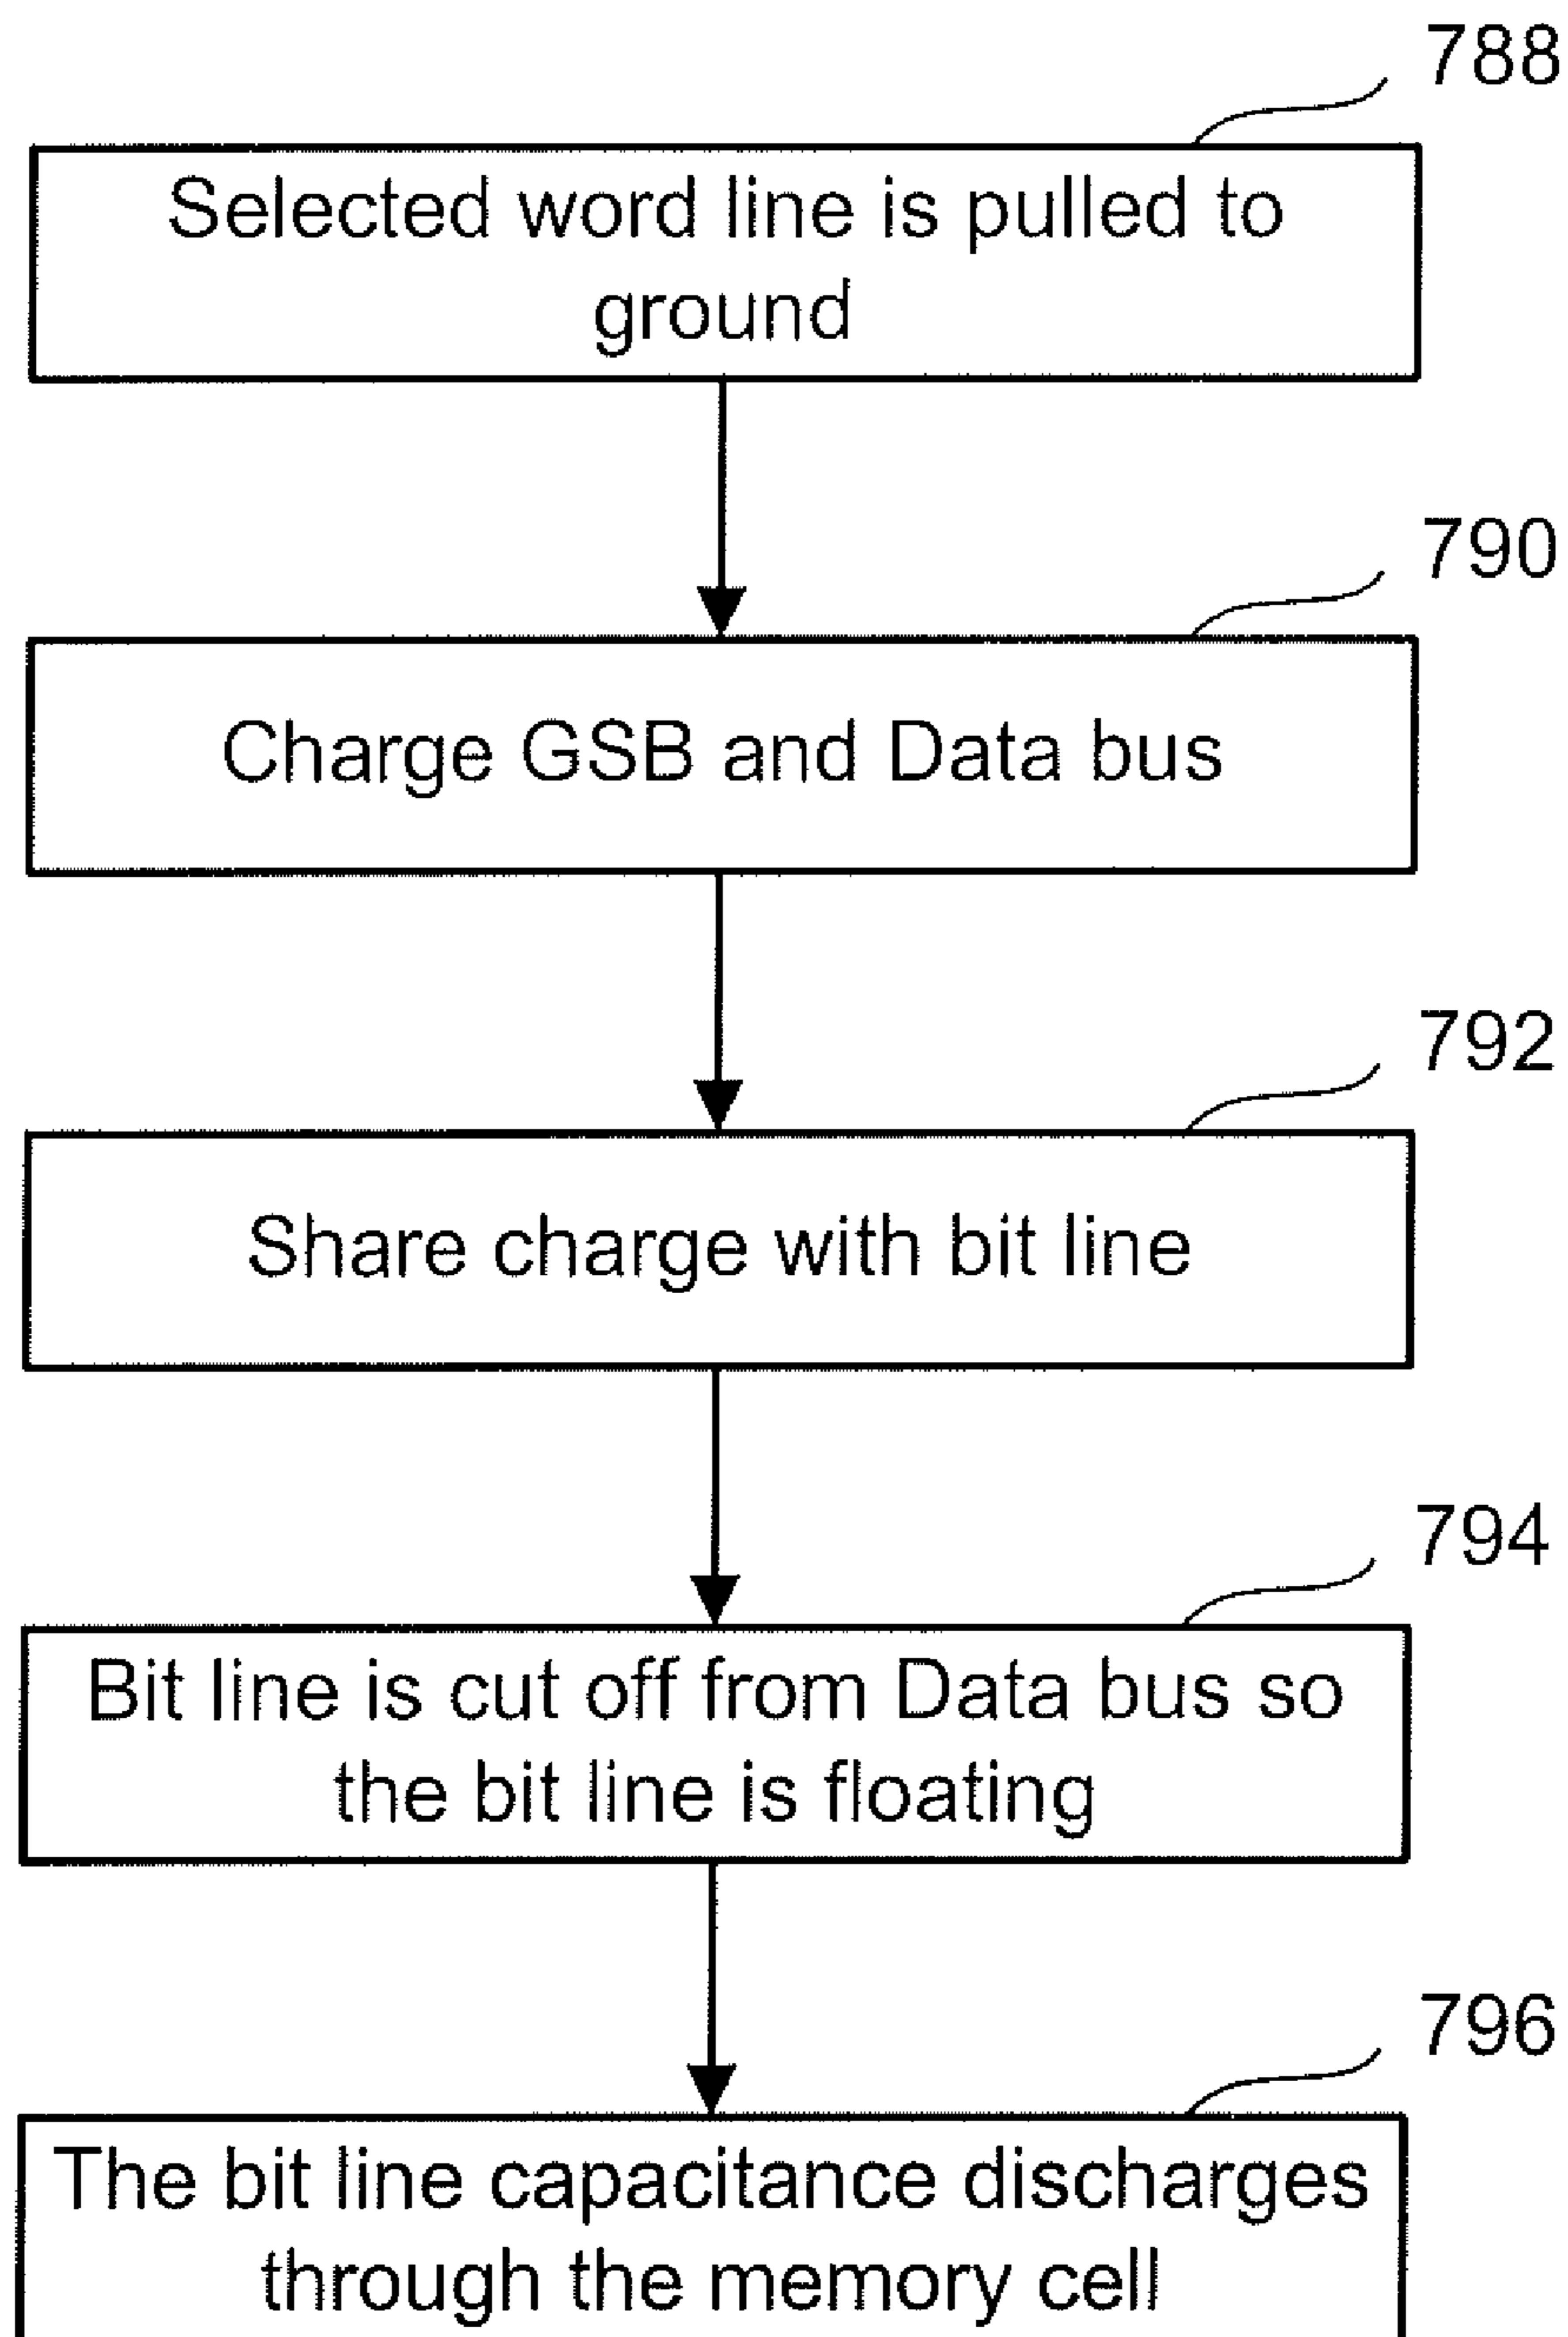 788
Selected word line is pulled to
ground
790
Charge GSB and Data bus
792
Share charge with bit line
794
Bit line is cut off from Data bus so
the bit line is floating
796
The bit line capacitance discharges
through the memory cell